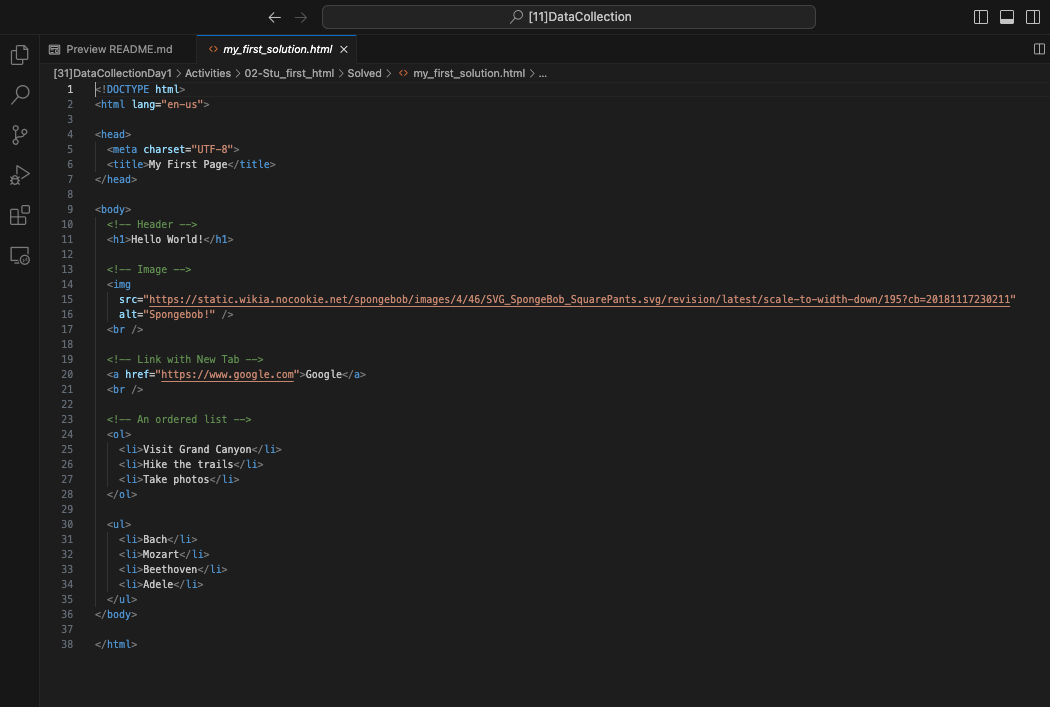 [11]DataCollection
Preview README.md
my_first_solution.html
[31]DataCollectionDay1 > Activities > 02-Stu_first_html > Solved > my_first_solution.html > ...
1 <!DOCTYPE html>
2 <html lang="en-us">
3
4 <head>
5 <meta charset="UTF-8">
6 <title>My First Page</title>
7 </head>
8
9 <body>
10 <!-- Header -->
11 <h1>Hello World!</h1>
12
13 <!-- Image -->
14 <img
15 src="https://static.wikia.nocookie.net/spongebob/images/4/46/SVG_SpongeBob_SquarePants.svg/revision/latest/scale-to-width-down/195?cb=20181117230211"
16 alt="Spongebob!" />
17 <br />
18
19 <!-- Link with New Tab -->
20 <a href="https://www.google.com">Google</a>
21 <br />
22
23 <!-- An ordered list -->
24 <ol>
25 <li>Visit Grand Canyon</li>
26 <li>Hike the trails</li>
27 <li>Take photos</li>
28 </ol>
29
30 <ul>
31 <li>Bach</li>
32 <li>Mozart</li>
33 <li>Beethoven</li>
34 <li>Adele</li>
35 </ul>
36 </body>
37
38 </html>